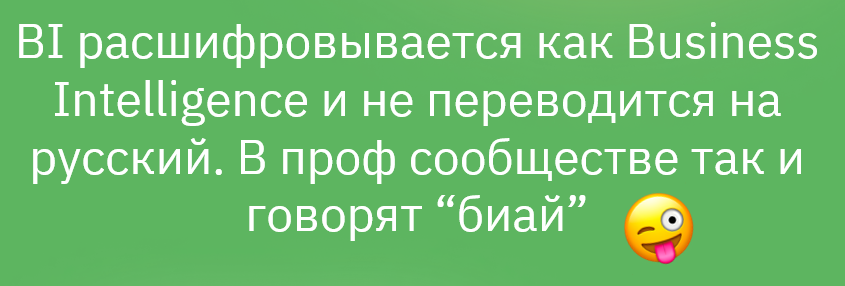 BI расшифровывается как Business
Intelligence и не переводится на
русский. В проф сообществе так и
говорят “биай”